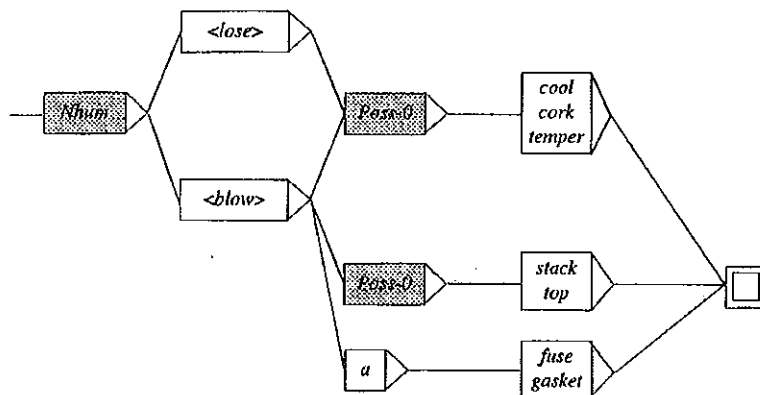 <lose>
Nhum
Poss-0
cool
cork
temper
<blow>
Poss-0
stack
top
a
fuse
gasket